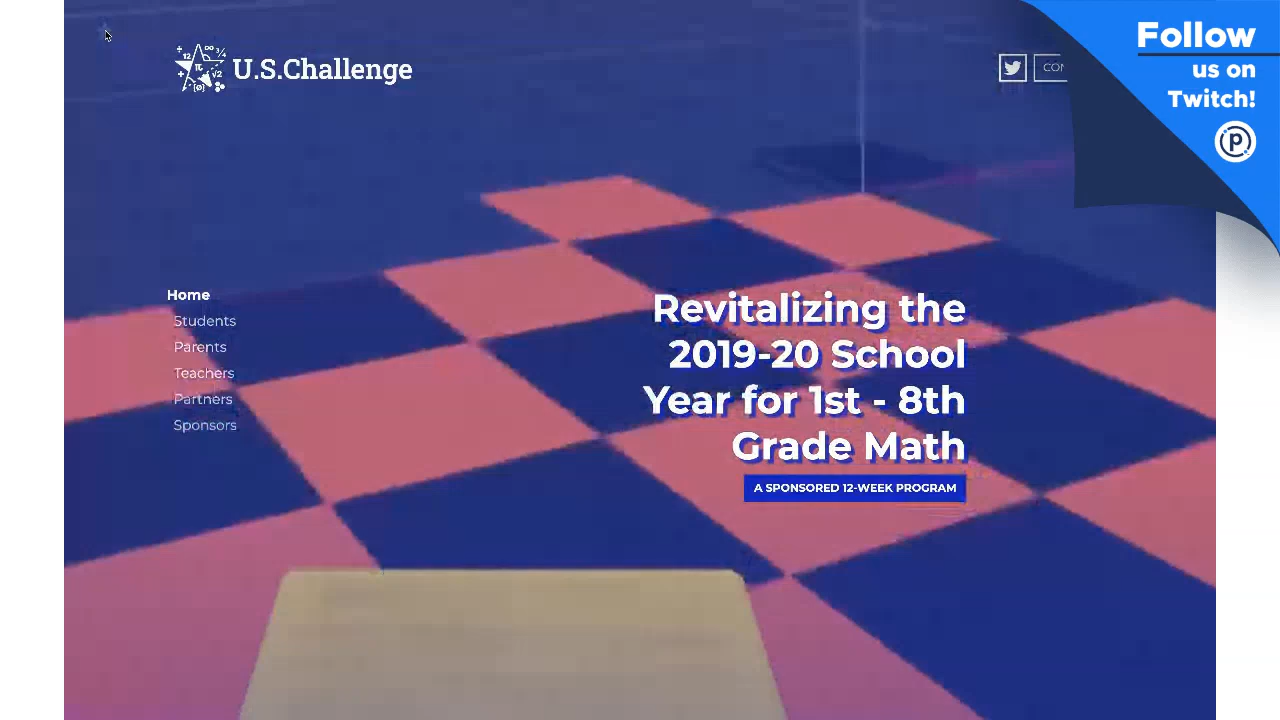 U.S.Challenge
Follow
us on
Twitch!
Home
Students
Parents
Teachers
Partners
Sponsors
Revitalizing the
2019-20 School
Year for 1st - 8th
Grade Math
A SPONSORED 12-WEEK PROGRAM